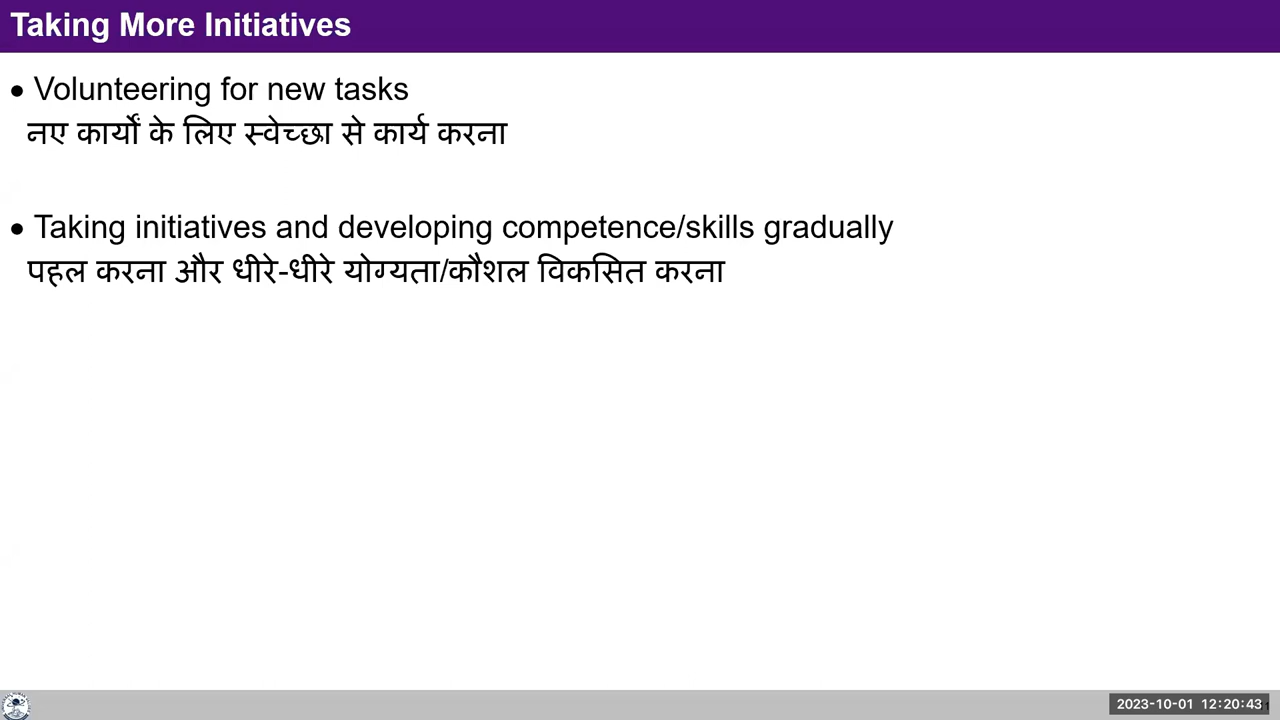 Taking More Initiatives
• Volunteering for new tasks
नए कार्यों के लिए स्वेच्छा से कार्य करना
• Taking initiatives and developing competence/skills gradually
पहल करना और धीरे-धीरे योग्यता/कौशल विकसित करना
2023-10-01 12:20:43